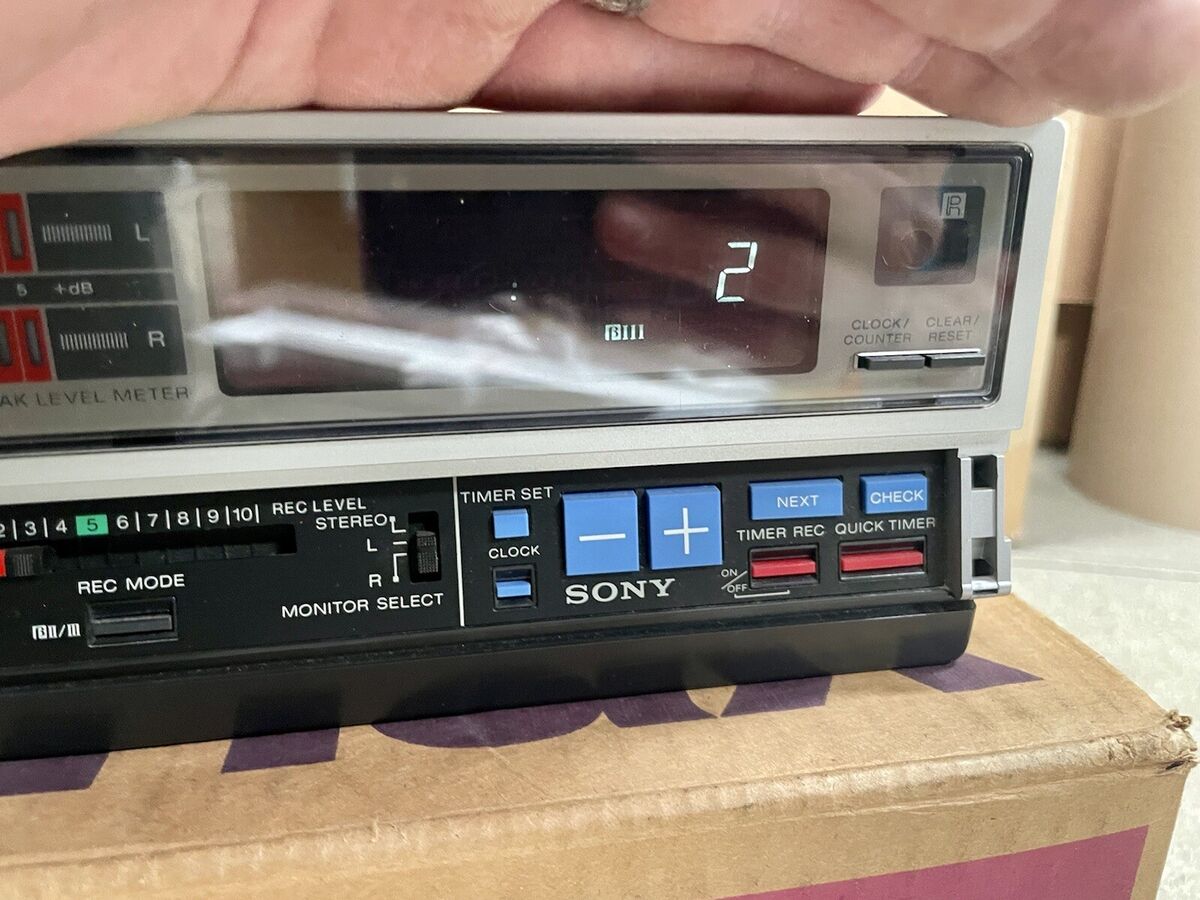 L
5 +dB
R
AK LEVEL METER
2
βIII
CLOCK/
COUNTER
CLEAR/
RESET
2 | 3 | 4 5 6 | 7 | 8 | 9 | 10 |
REC LEVEL
STEREO
L
R
MONITOR SELECT
REC MODE
βII/III
TIMER SET
CLOCK
−
+
SONY
NEXT
CHECK
TIMER REC
QUICK TIMER
ON
/OFF